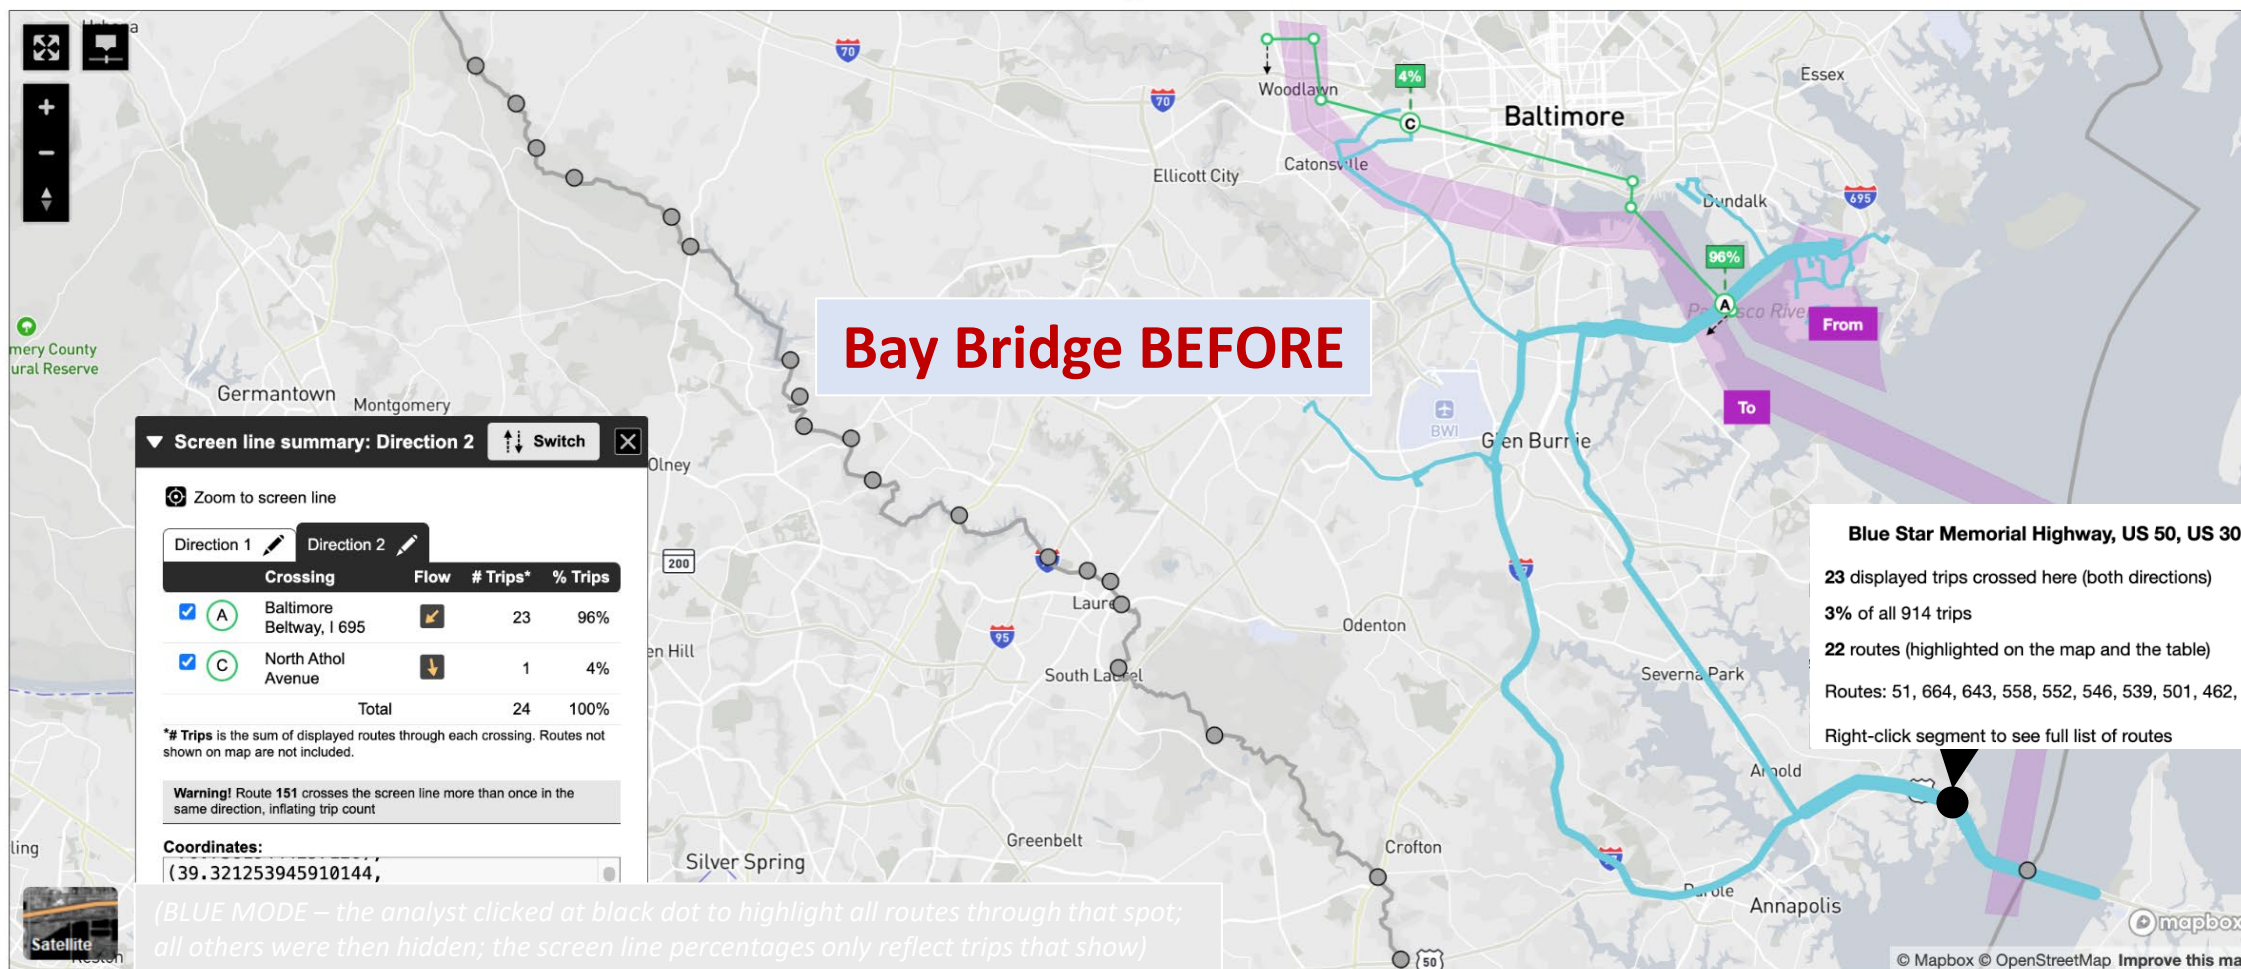 Woodlawn
4%
C
Baltimore
Essex
70
70
Ellicott City
Catonsville
Dundalk
695
96%
A
Patapsco River
From
To
Bay Bridge BEFORE
mery County
ural Reserve
Germantown
Montgomery
Olney
BWI
Glen Burnie
Screen line summary: Direction 2
Switch
Zoom to screen line
Direction 1
Direction 2
Crossing Flow # Trips* % Trips
A Baltimore
Beltway, I 695 23 96%
C North Athol
Avenue 1 4%
Total 24 100%
*# Trips is the sum of displayed routes through each crossing. Routes not
shown on map are not included.
Warning! Route 151 crosses the screen line more than once in the
same direction, inflating trip count
Coordinates:
(39.321253945910144,
200
Laurel
95
en Hill
South Laurel
Odenton
Severna Park
Blue Star Memorial Highway, US 50, US 30
23 displayed trips crossed here (both directions)
3% of all 914 trips
22 routes (highlighted on the map and the table)
Routes: 51, 664, 643, 558, 552, 546, 539, 501, 462,
Right-click segment to see full list of routes
Arnold
ling
Silver Spring
Greenbelt
Crofton
Parole
Annapolis
50
Satellite
(BLUE MODE – the analyst clicked at black dot to highlight all routes through that spot;
all others were then hidden; the screen line percentages only reflect trips that show)
mapbox
© Mapbox © OpenStreetMap Improve this ma